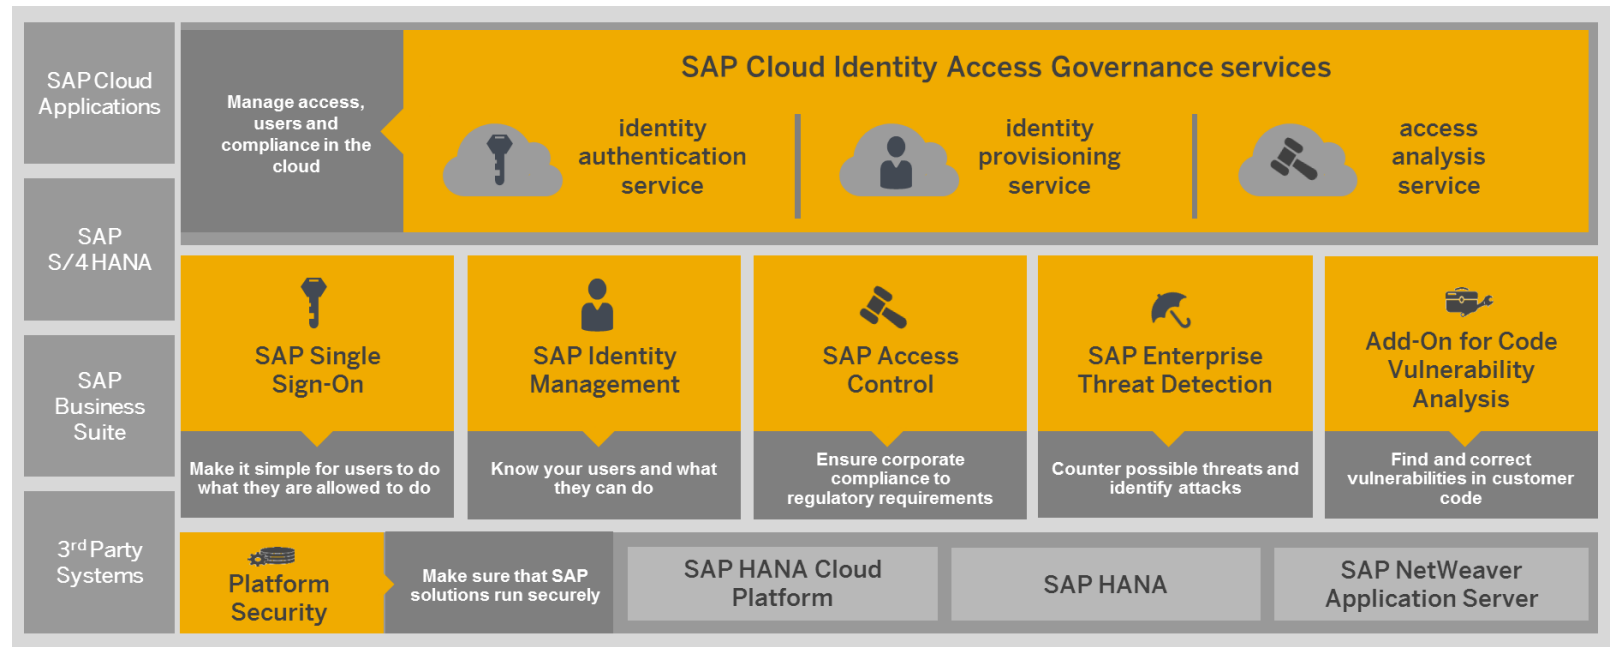 SAP Cloud
Applications
SAP
S/4 HANA
SAP
Business
Suite
3rd Party
Systems
Manage access,
users and
compliance in the
cloud
SAP Cloud Identity Access Governance services
identity
authentication
service
identity
provisioning
service
access
analysis
service
SAP Single
Sign-On
Make it simple for users to do
what they are allowed to do
SAP Identity
Management
Know your users and what
they can do
SAP Access
Control
Ensure corporate
compliance to
regulatory requirements
SAP Enterprise
Threat Detection
Counter possible threats and
identify attacks
Add-On for Code
Vulnerability
Analysis
Find and correct
vulnerabilities in customer
code
Platform
Security
Make sure that SAP
solutions run securely
SAP HANA Cloud
Platform
SAP HANA
SAP NetWeaver
Application Server